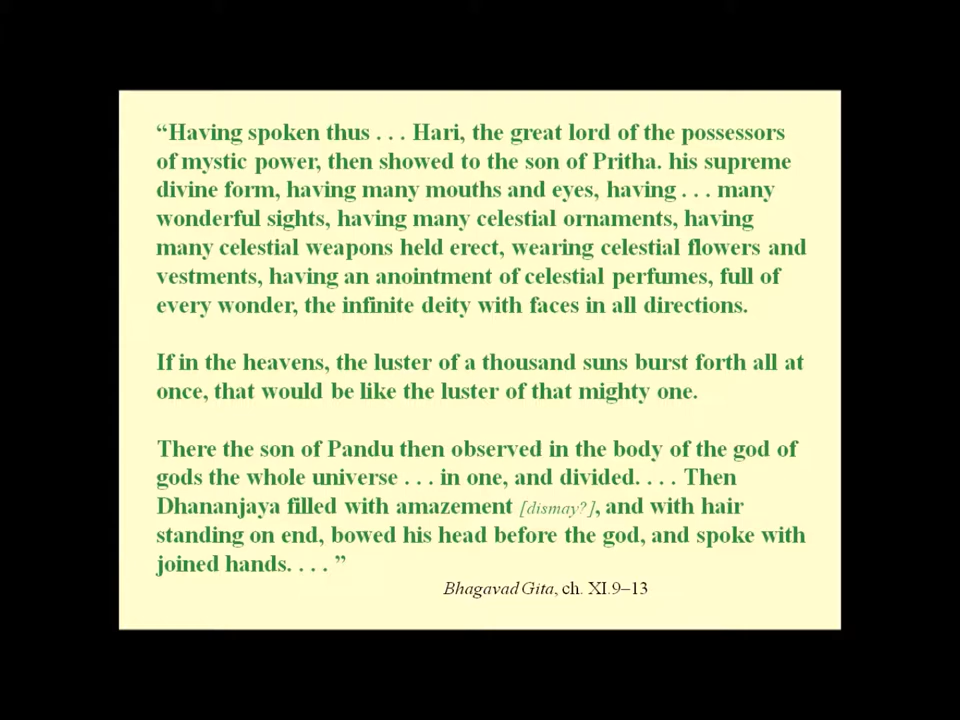 “Having spoken thus . . . Hari, the great lord of the possessors
of mystic power, then showed to the son of Pritha. his supreme
divine form, having many mouths and eyes, having . . . many
wonderful sights, having many celestial ornaments, having
many celestial weapons held erect, wearing celestial flowers and
vestments, having an anointment of celestial perfumes, full of
every wonder, the infinite deity with faces in all directions.
If in the heavens, the luster of a thousand suns burst forth all at
once, that would be like the luster of that mighty one.
There the son of Pandu then observed in the body of the god of
gods the whole universe . . . in one, and divided. . . . Then
Dhananjaya filled with amazement [dismay?], and with hair
standing on end, bowed his head before the god, and spoke with
joined hands. . . . ”
Bhagavad Gita, ch. XI.9–13